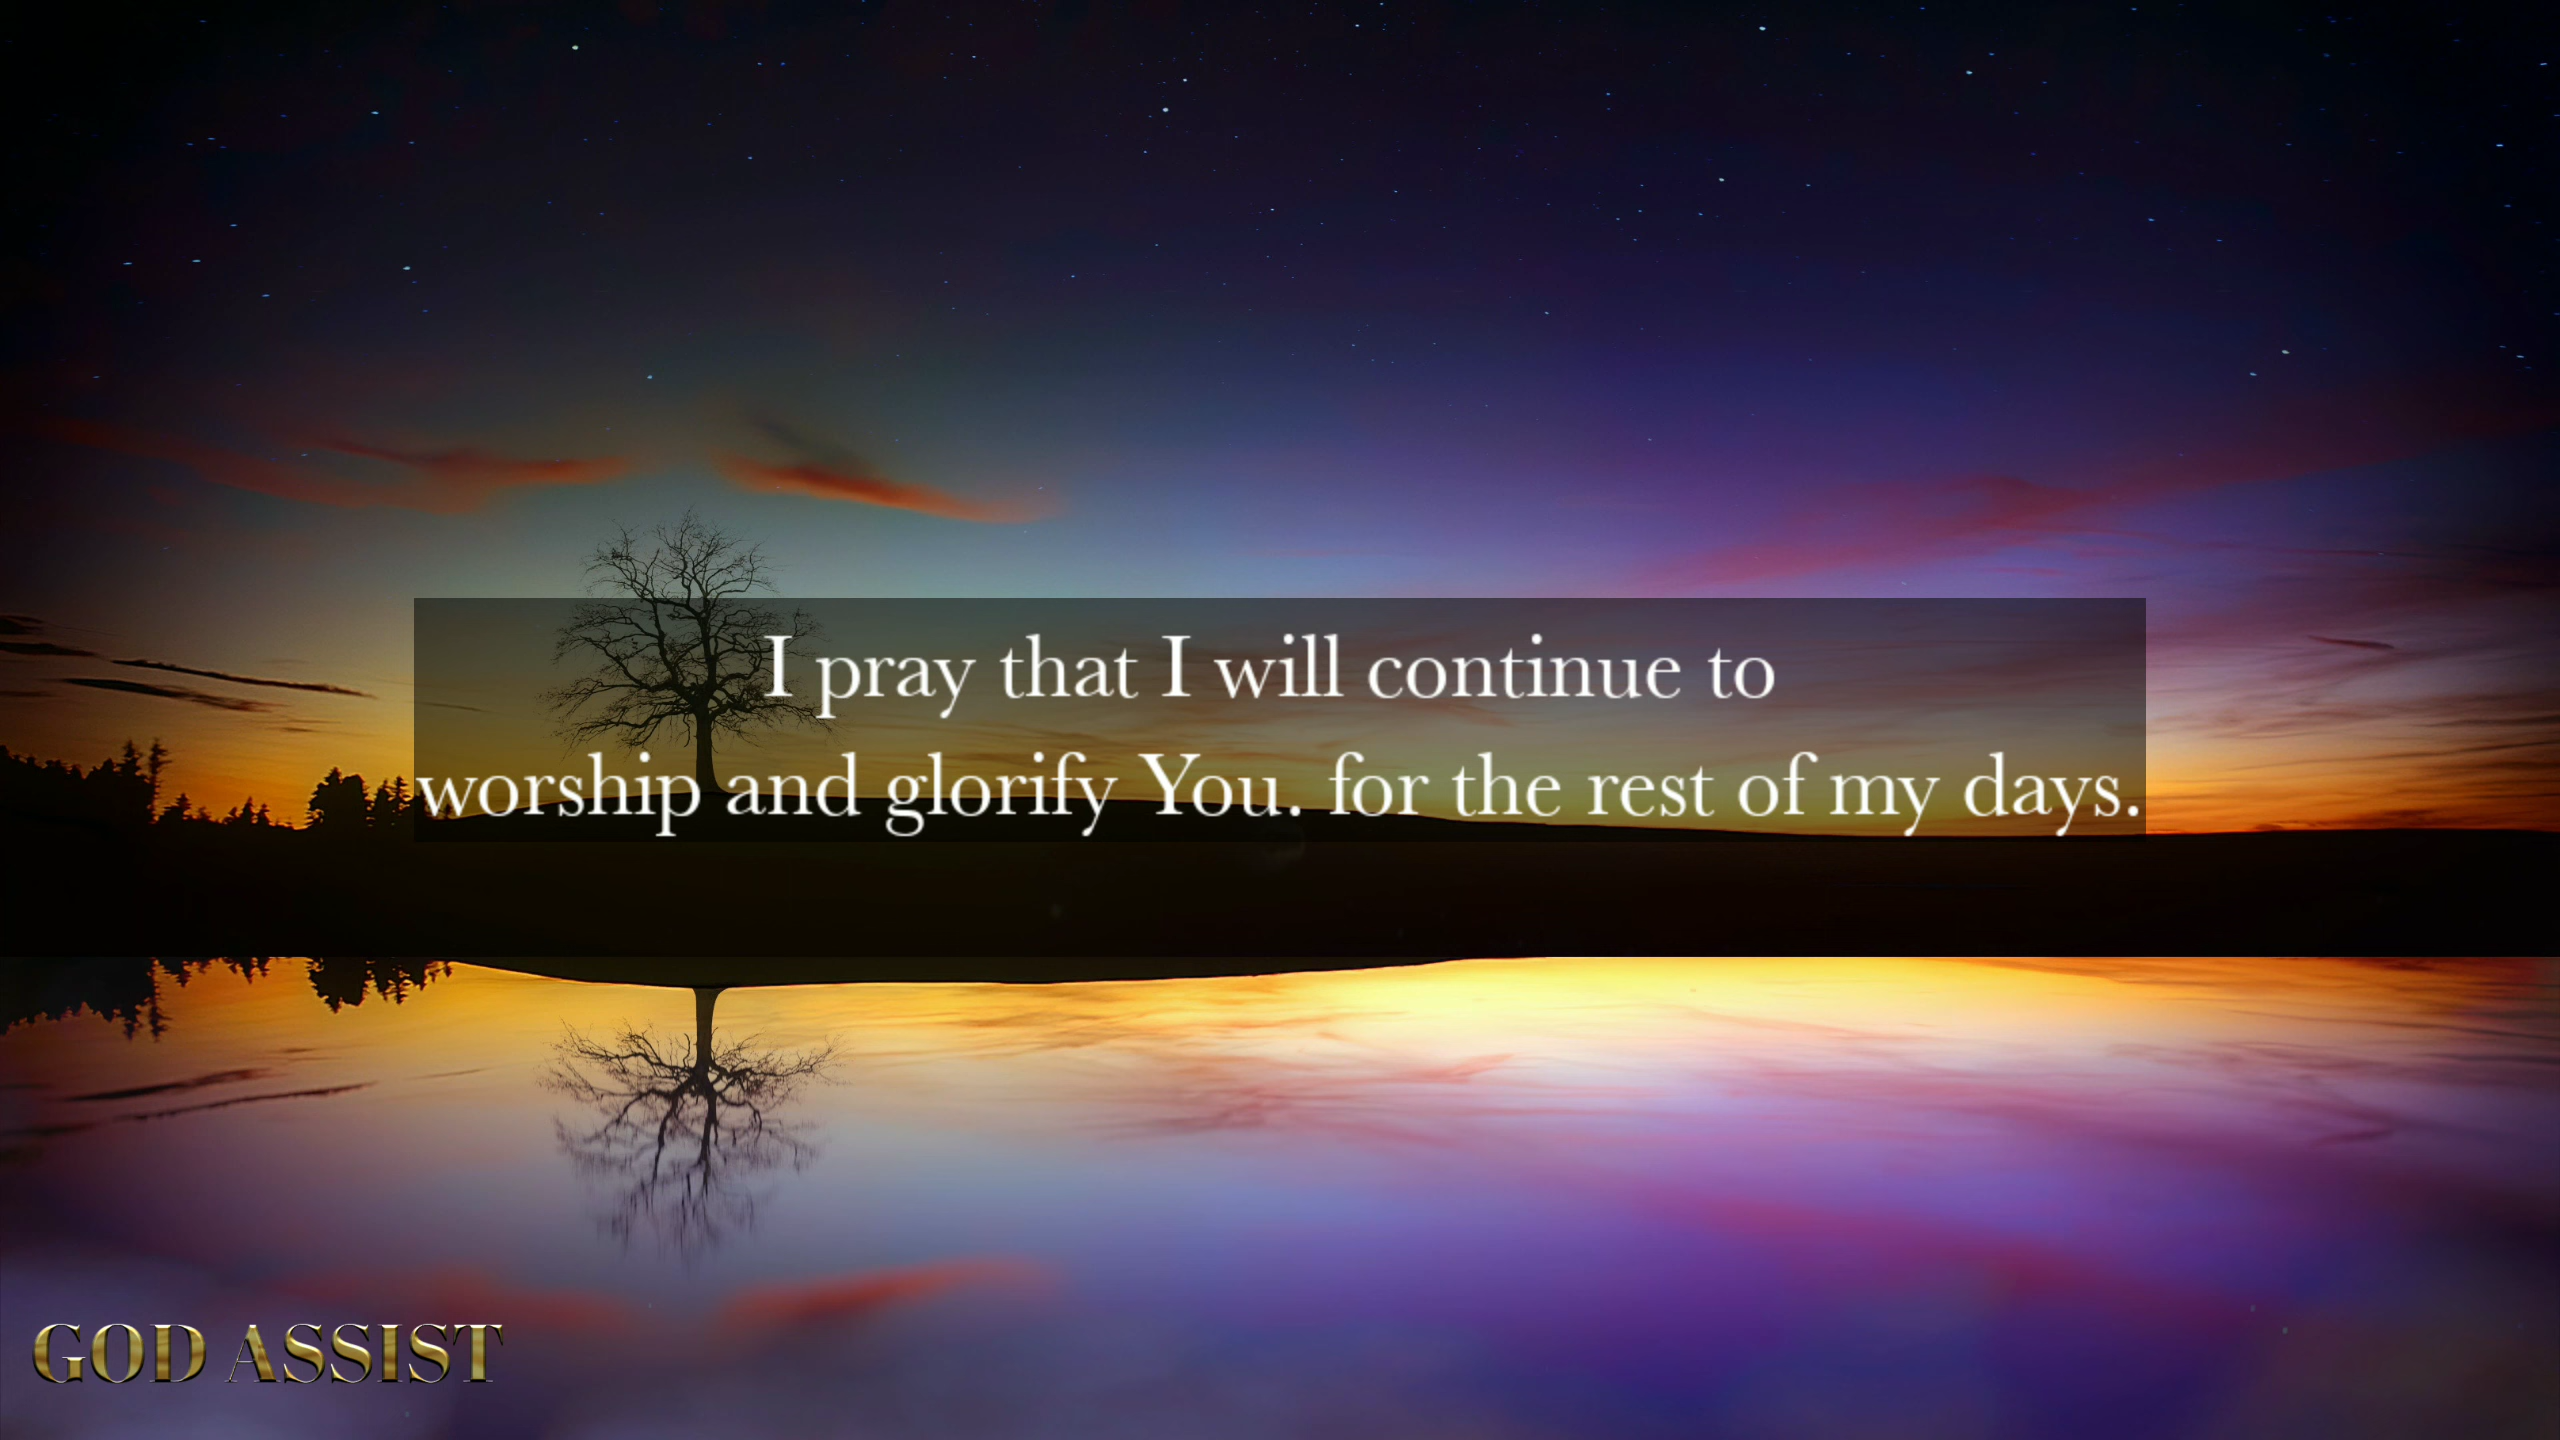 I pray that I will continue to
worship and glorify You. for the rest of my days.
GOD ASSIST